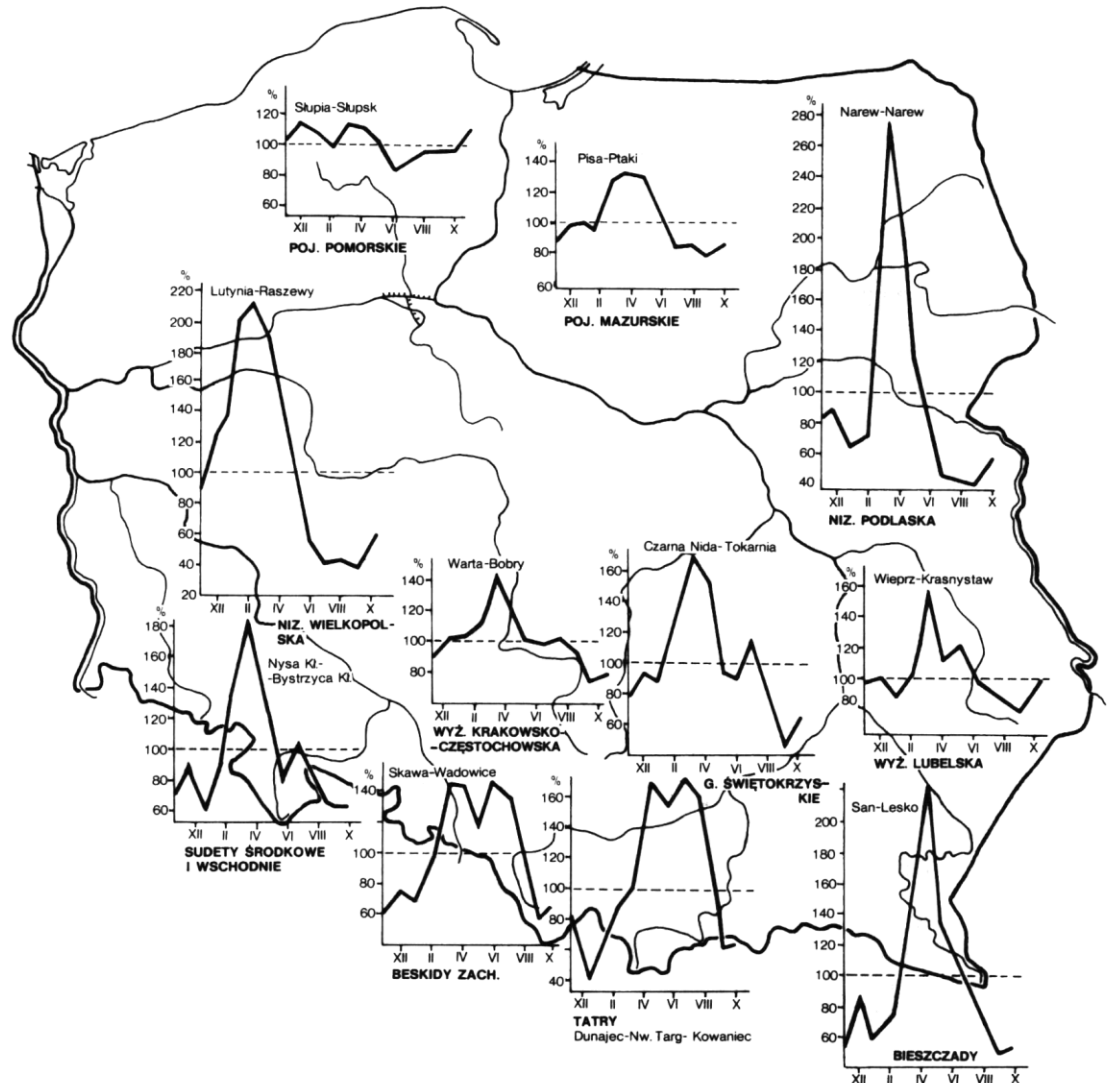 %
Słupia-Słupsk
120
100
80
60
XII II IV VI VIII X
POJ. POMORSKIE
%
Pisa-Ptaki
140
120
100
80
60
XII II IV VI VIII X
POJ. MAZURSKIE
%
Narew-Narew
280
260
240
220
200
180
160
140
120
100
80
60
40
XII II IV VI VIII X
NIZ. PODLASKA
%
Lutynia-Raszewy
220
200
180
160
140
120
100
80
60
40
20
XII II IV VI VIII X
NIZ. WIELKOPOL-
SKA
%
Warta-Bobry
140
120
100
80
XII II IV VI VIII X
WYŻ. KRAKOWSKO-
-CZĘSTOCHOWSKA
%
Czarna Nida-Tokarnia
160
140
120
100
80
60
XII II IV VI VIII X
G. ŚWIĘTOKRZYS-
KIE
%
Wieprz-Krasnystaw
160
120
100
80
XII II IV VI VIII X
WYŻ. LUBELSKA
%
180
160
140
120
100
80
60
Nysa Kł.-
-Bystrzyca Kł.
XII II IV VI VIII X
SUDETY ŚRODKOWE
I WSCHODNIE
%
Skawa-Wadowice
140
120
100
80
60
XII II IV VI VIII X
BESKIDY ZACH.
%
160
140
120
100
80
60
40
XII II IV VI VIII X
TATRY
Dunajec-Nw. Targ- Kowaniec
%
San-Lesko
200
180
160
140
120
100
80
60
XII II IV VI VIII X
BIESZCZADY